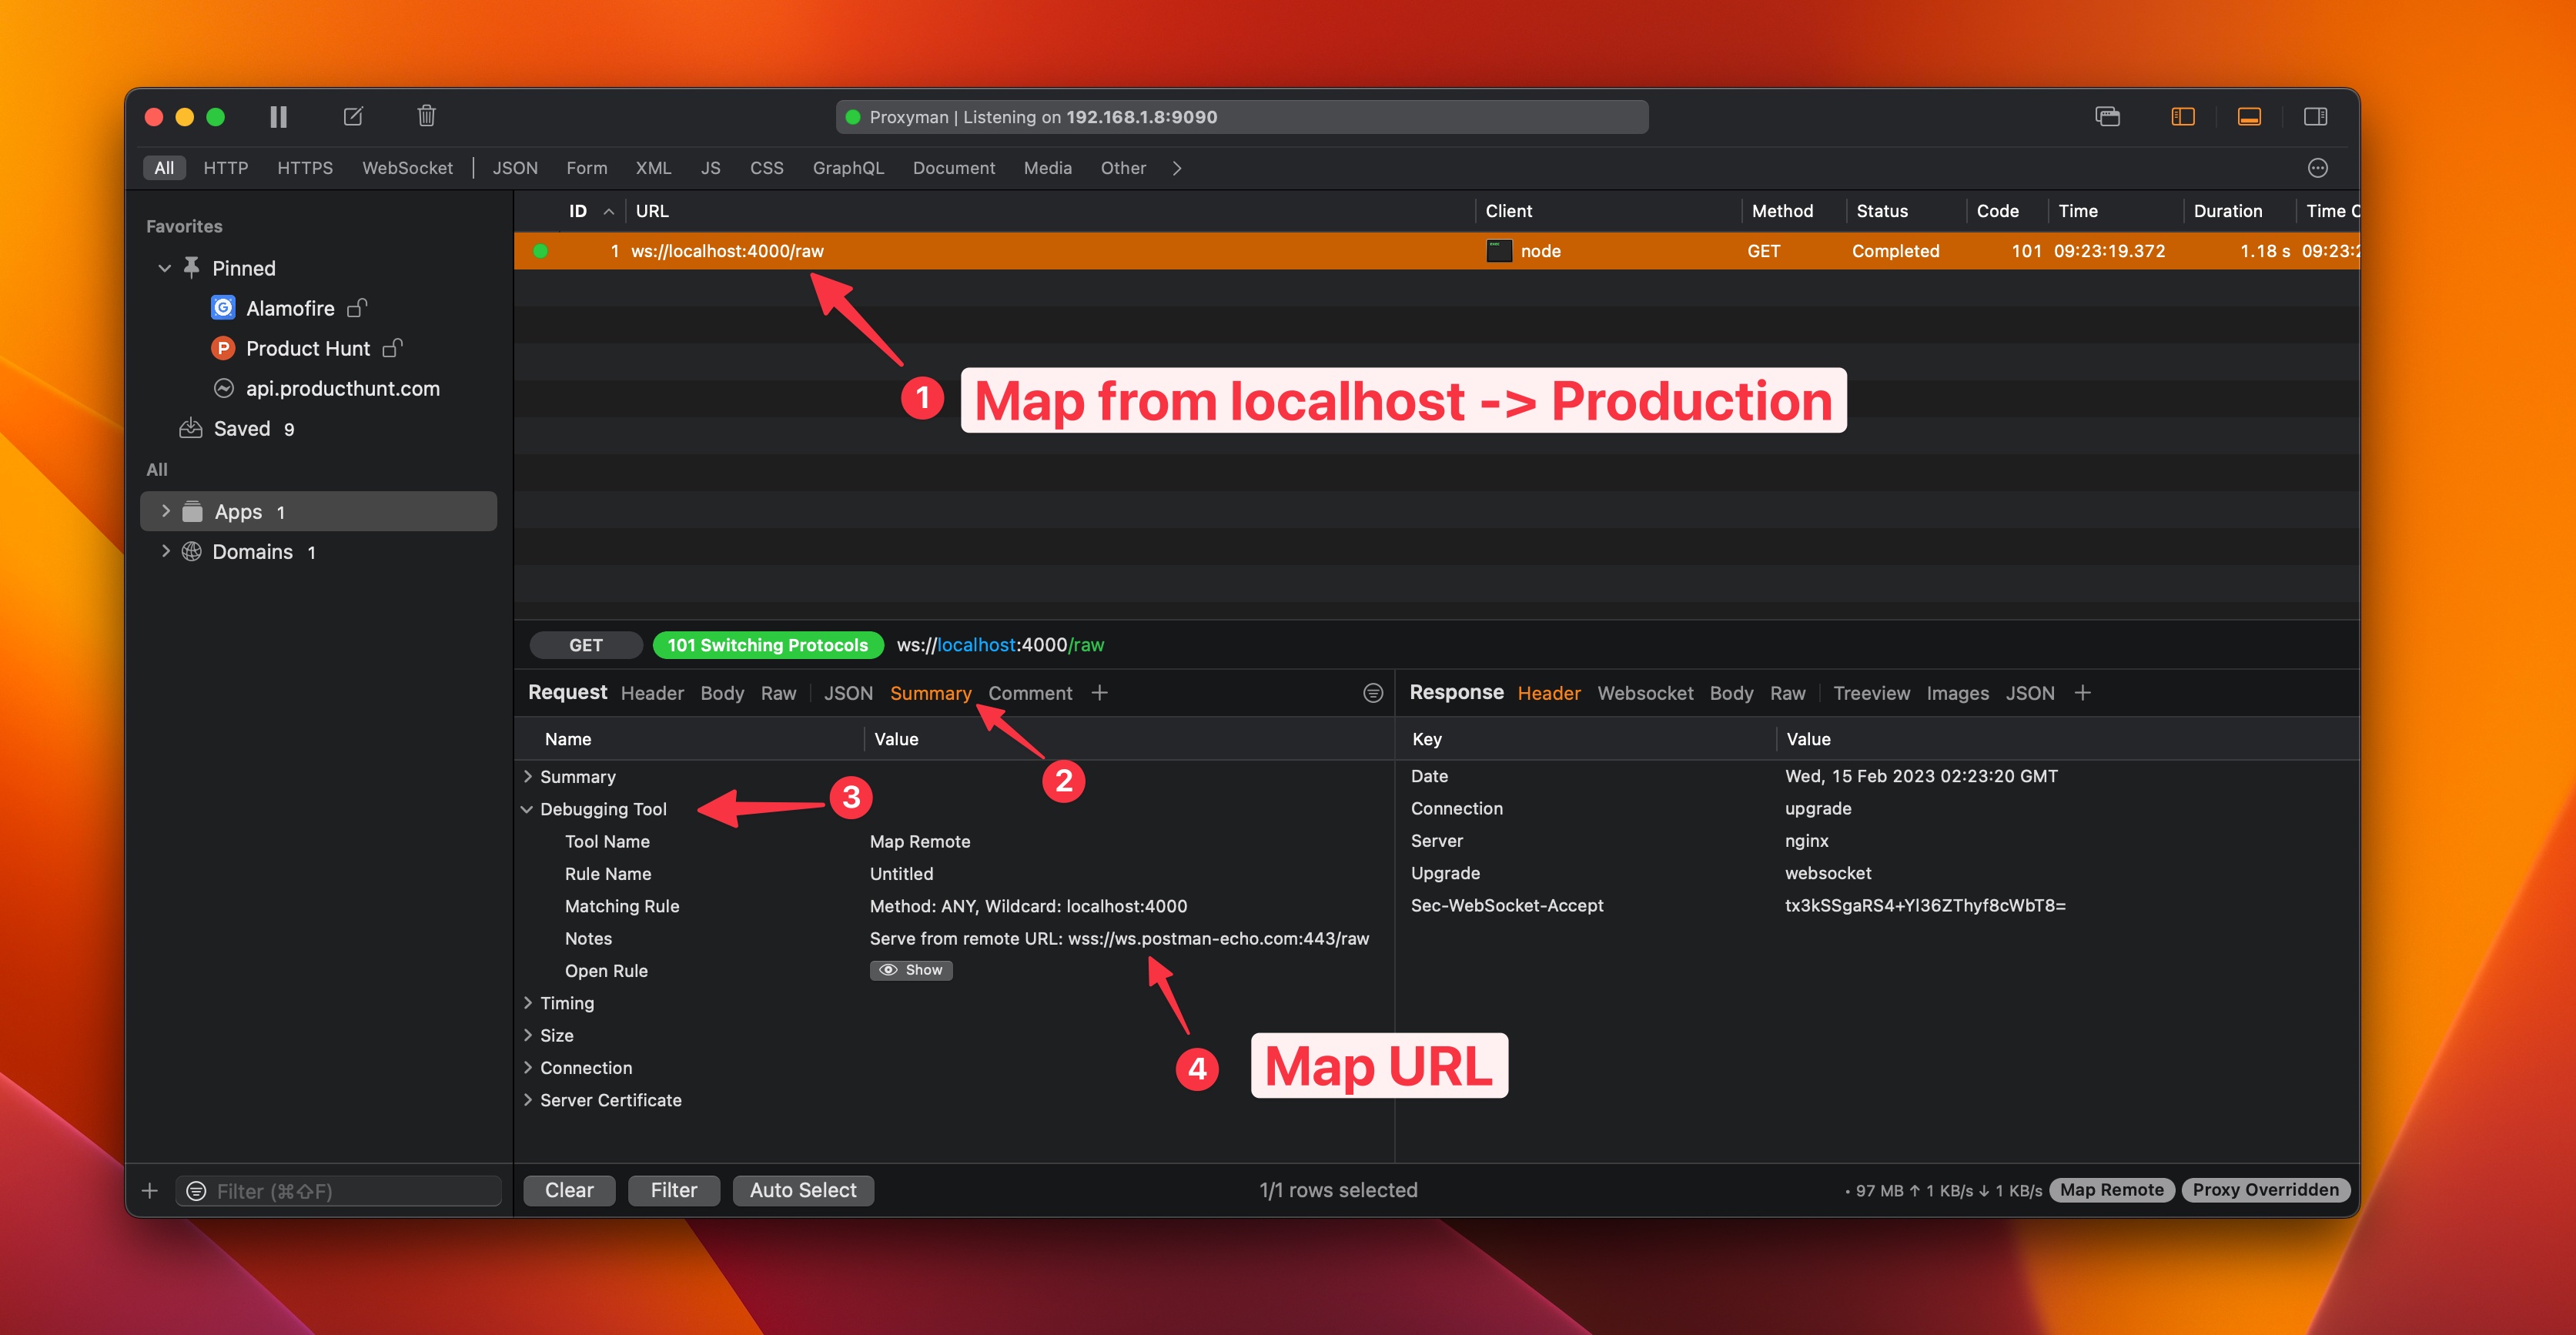 Proxyman | Listening on 192.168.1.8:9090
All HTTP HTTPS WebSocket JSON Form XML JS CSS GraphQL Document Media Other
Favorites
Pinned
Alamofire
Product Hunt
api.producthunt.com
Saved 9
All
Apps 1
Domains 1
ID URL Client Method Status Code Time Duration Time C
1 ws://localhost:4000/raw node GET Completed 101 09:23:19.372 1.18 s 09:23:2
1 Map from localhost -> Production
GET 101 Switching Protocols ws://localhost:4000/raw
Request Header Body Raw JSON Summary Comment
Name Value
2
Summary
Debugging Tool
3
Tool Name Map Remote
Rule Name Untitled
Matching Rule Method: ANY, Wildcard: localhost:4000
Notes Serve from remote URL: wss://ws.postman-echo.com:443/raw
Open Rule Show
Timing
Size
Connection
Server Certificate
4 Map URL
Response Header Websocket Body Raw Treeview Images JSON
Key Value
Date Wed, 15 Feb 2023 02:23:20 GMT
Connection upgrade
Server nginx
Upgrade websocket
Sec-WebSocket-Accept tx3kSSgaRS4+Yl36ZThyf8cWbT8=
Filter (⌘⇧F)
Clear Filter Auto Select 1/1 rows selected • 97 MB ↑ 1 KB/s ↓ 1 KB/s Map Remote Proxy Overridden